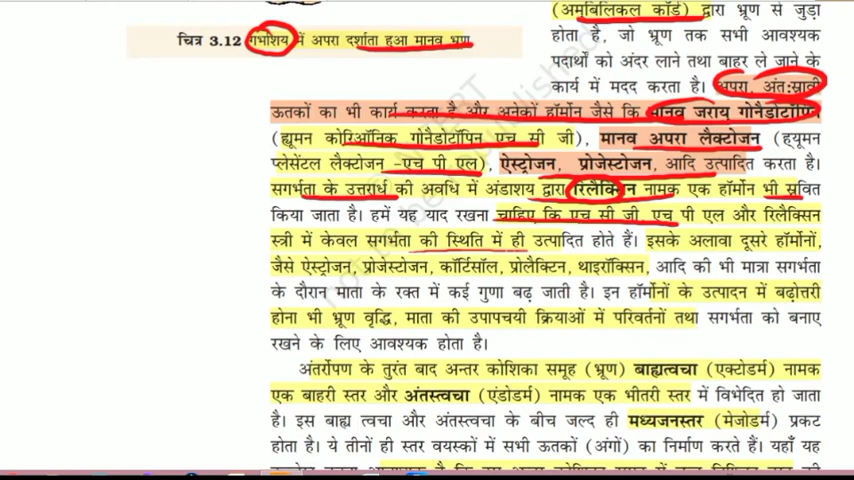 (अमबिलिकल कॉर्ड) द्वारा भ्रूण से जुड़ा
होता है, जो भ्रूण तक सभी आवश्यक
पदार्थों को अंदर लाने तथा बाहर ले जाने के
कार्य में मदद करता है। अपरा, अंतःस्रावी
चित्र 3.12 गर्भाशय में अपरा दर्शाता हुआ मानव भ्रूण
ऊतकों का भी कार्य करता है और अनेकों हॉर्मोन जैसे कि मानव जरायु गोनैडोट्रॉपिन
(ह्यूमन कोरिऑनिक गोनैडोट्रॉपिन एच सी जी), मानव अपरा लैक्टोजन (ह्यूमन
प्लेसेंटल लैक्टोजन -एच पी एल), ऐस्ट्रोजन, प्रोजेस्टोजन, आदि उत्पादित करता है।
सगर्भता के उत्तरार्ध की अवधि में अंडाशय द्वारा रिलैक्सिन नामक एक हॉर्मोन भी स्रवित
किया जाता है। हमें यह याद रखना चाहिए कि एच सी जी, एच पी एल और रिलैक्सिन
स्त्री में केवल सगर्भता की स्थिति में ही उत्पादित होते हैं। इसके अलावा दूसरे हॉर्मोनों,
जैसे ऐस्ट्रोजन, प्रोजेस्टोजन, कॉर्टिसॉल, प्रोलैक्टिन, थाइरॉक्सिन, आदि की भी मात्रा सगर्भता
के दौरान माता के रक्त में कई गुणा बढ़ जाती है। इन हॉर्मोनों के उत्पादन में बढ़ोत्तरी
होना भी भ्रूण वृद्धि, माता की उपापचयी क्रियाओं में परिवर्तनों तथा सगर्भता को बनाए
रखने के लिए आवश्यक होता है।
अंतर्रोपण के तुरंत बाद अन्तर कोशिका समूह (भ्रूण) बाह्यत्वचा (एक्टोडर्म) नामक
एक बाहरी स्तर और अंतस्त्वचा (एंडोडर्म) नामक एक भीतरी स्तर में विभेदित हो जाता
है। इस बाह्य त्वचा और अंतस्त्वचा के बीच जल्द ही मध्यजनस्तर (मेजोडर्म) प्रकट
होता है। ये तीनों ही स्तर वयस्कों में सभी ऊतकों (अंगों) का निर्माण करते हैं। यहाँ यह